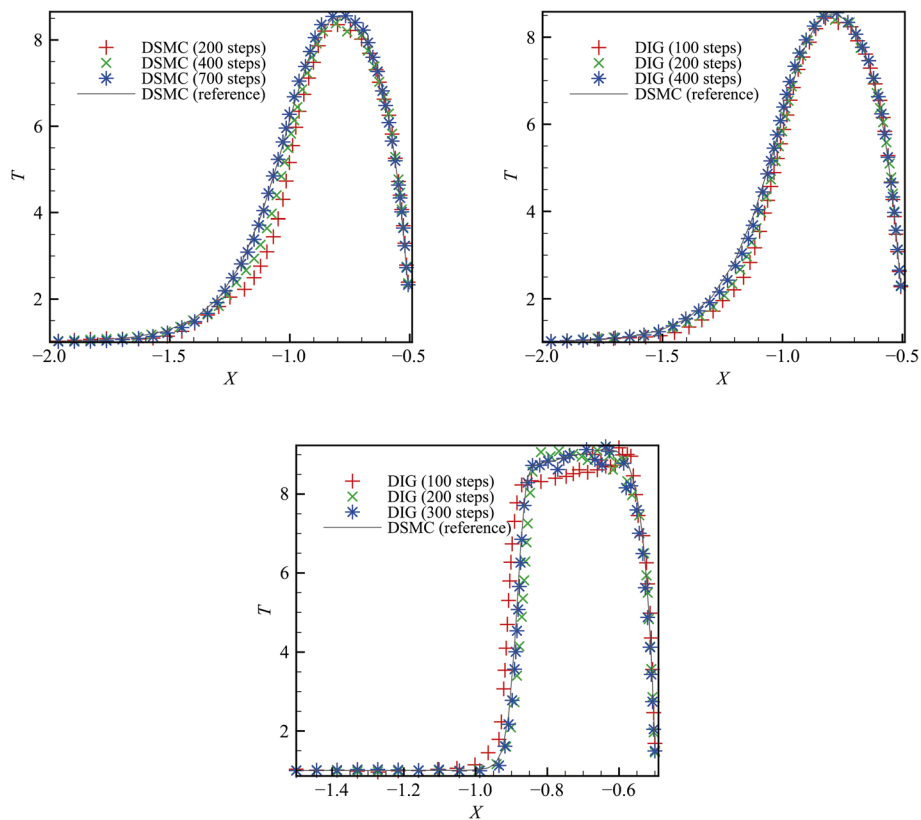 8
6
4
2
T
DSMC (200 steps)
DSMC (400 steps)
DSMC (700 steps)
DSMC (reference)
−2.0 −1.5 −1.0 −0.5
X
8
6
4
2
T
DIG (100 steps)
DIG (200 steps)
DIG (400 steps)
DSMC (reference)
−2.0 −1.5 −1.0 −0.5
X
8
6
4
2
T
DIG (100 steps)
DIG (200 steps)
DIG (300 steps)
DSMC (reference)
−1.4 −1.2 −1.0 −0.8 −0.6
X